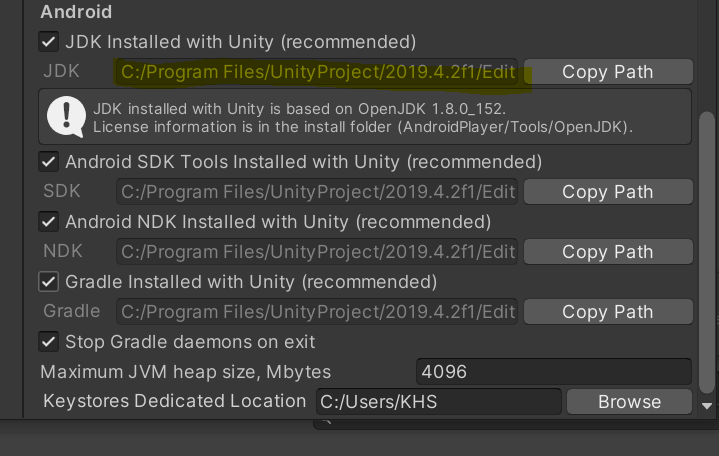 Android
JDK Installed with Unity (recommended)
JDK C:/Program Files/UnityProject/2019.4.2f1/Edit Copy Path
JDK installed with Unity is based on OpenJDK 1.8.0_152.
License information is in the install folder (AndroidPlayer/Tools/OpenJDK).
Android SDK Tools Installed with Unity (recommended)
SDK C:/Program Files/UnityProject/2019.4.2f1/Edit Copy Path
Android NDK Installed with Unity (recommended)
NDK C:/Program Files/UnityProject/2019.4.2f1/Edit Copy Path
Gradle Installed with Unity (recommended)
Gradle C:/Program Files/UnityProject/2019.4.2f1/Edit Copy Path
Stop Gradle daemons on exit
Maximum JVM heap size, Mbytes 4096
Keystores Dedicated Location C:/Users/KHS Browse